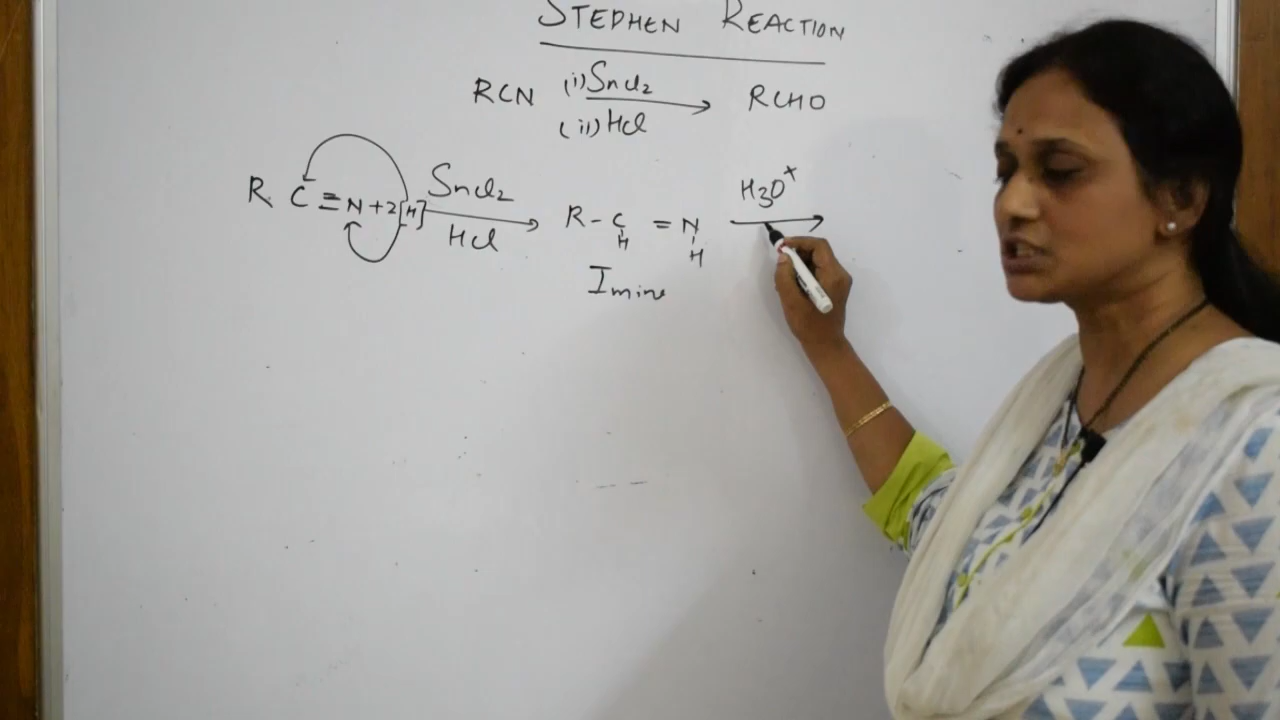 STEPHEN REACTION
RCN (i) SnCl2 → RCHO
(ii) HCl
R C≡N+2[H] SnCl2 → R-C=N H3O+ →
HCl H H
Imine